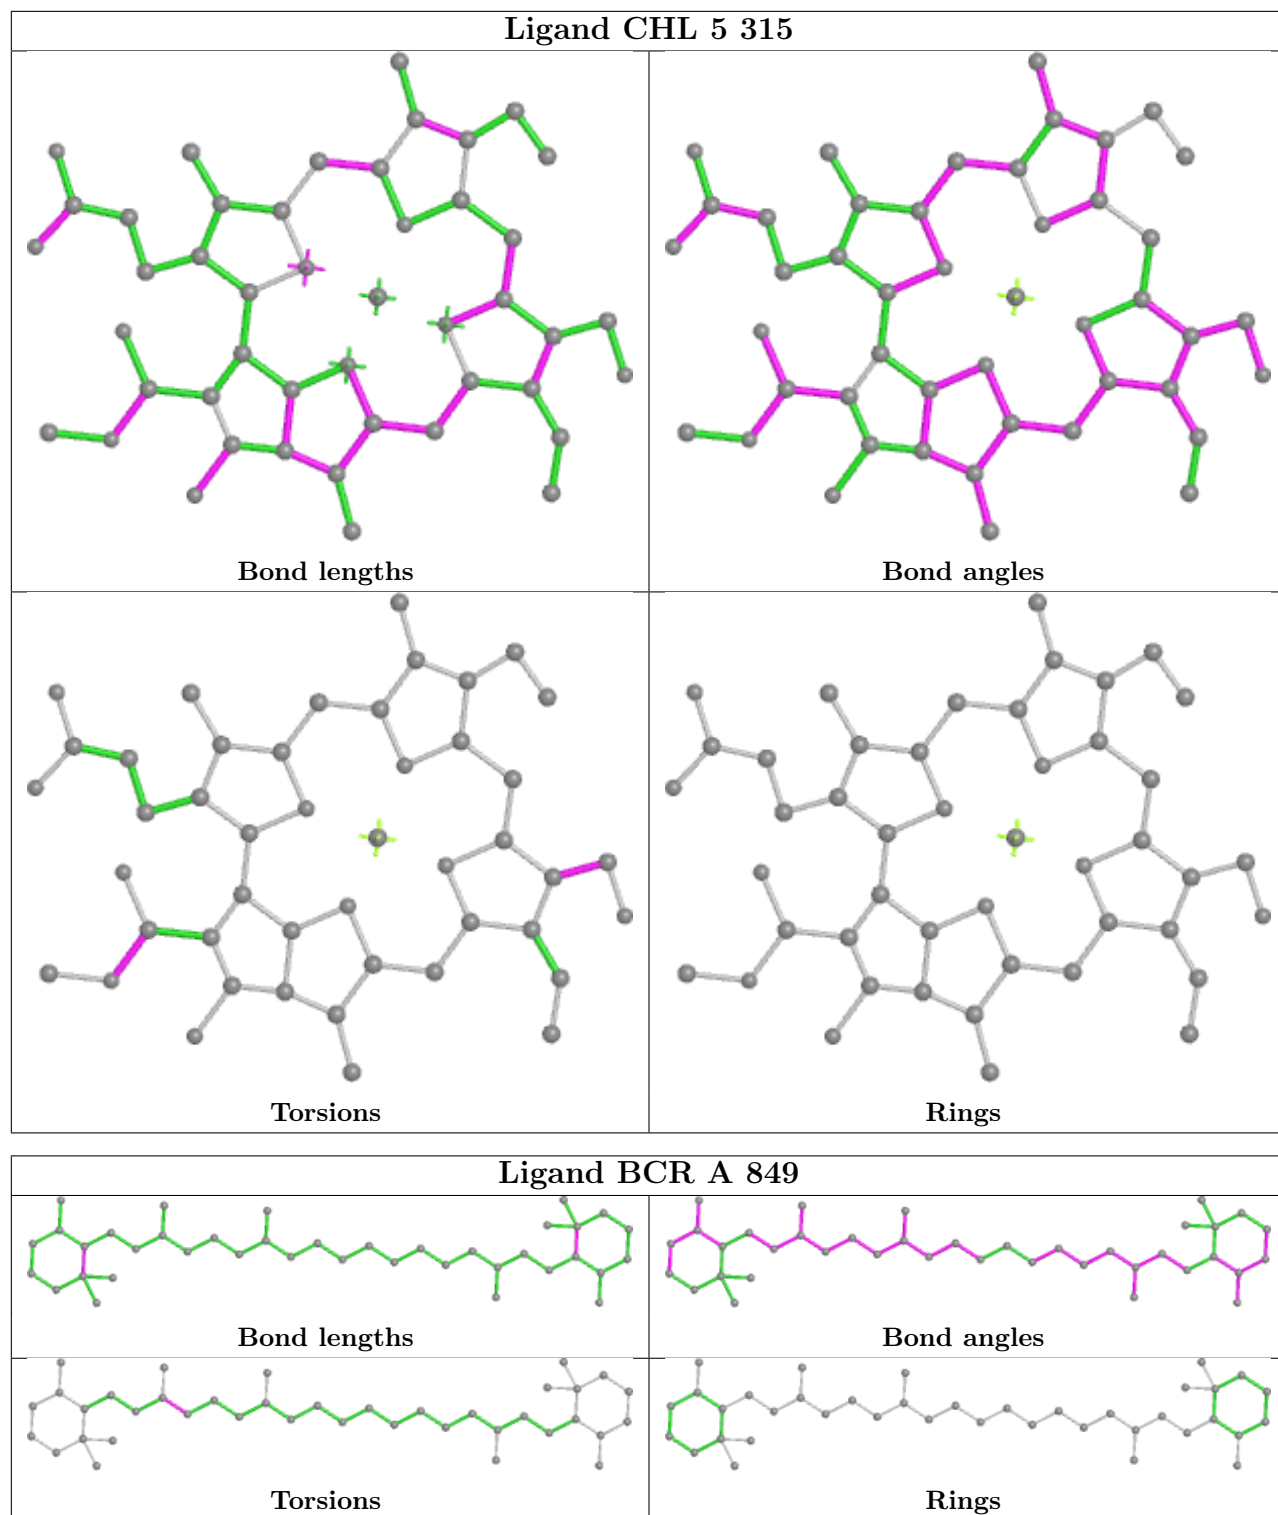 Ligand CHL 5 315
Bond lengths
Bond angles
Torsions
Rings
Ligand BCR A 849
Bond lengths
Bond angles
Torsions
Rings